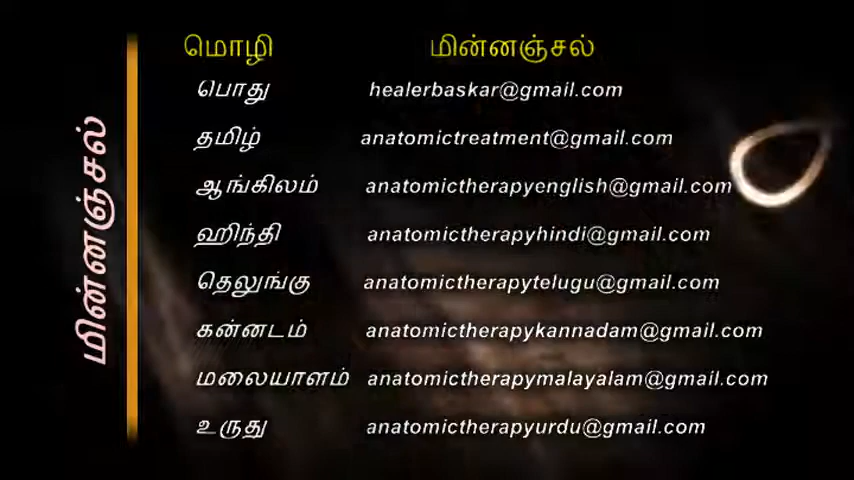 மின்னஞ்சல்
மொழி மின்னஞ்சல்
பொது healerbaskar@gmail.com
தமிழ் anatomictreatment@gmail.com
ஆங்கிலம் anatomictherapyenglish@gmail.com
ஹிந்தி anatomictherapyhindi@gmail.com
தெலுங்கு anatomictherapytelugu@gmail.com
கன்னடம் anatomictherapykannadam@gmail.com
மலையாளம் anatomictherapymalayalam@gmail.com
உருது anatomictherapyurdu@gmail.com